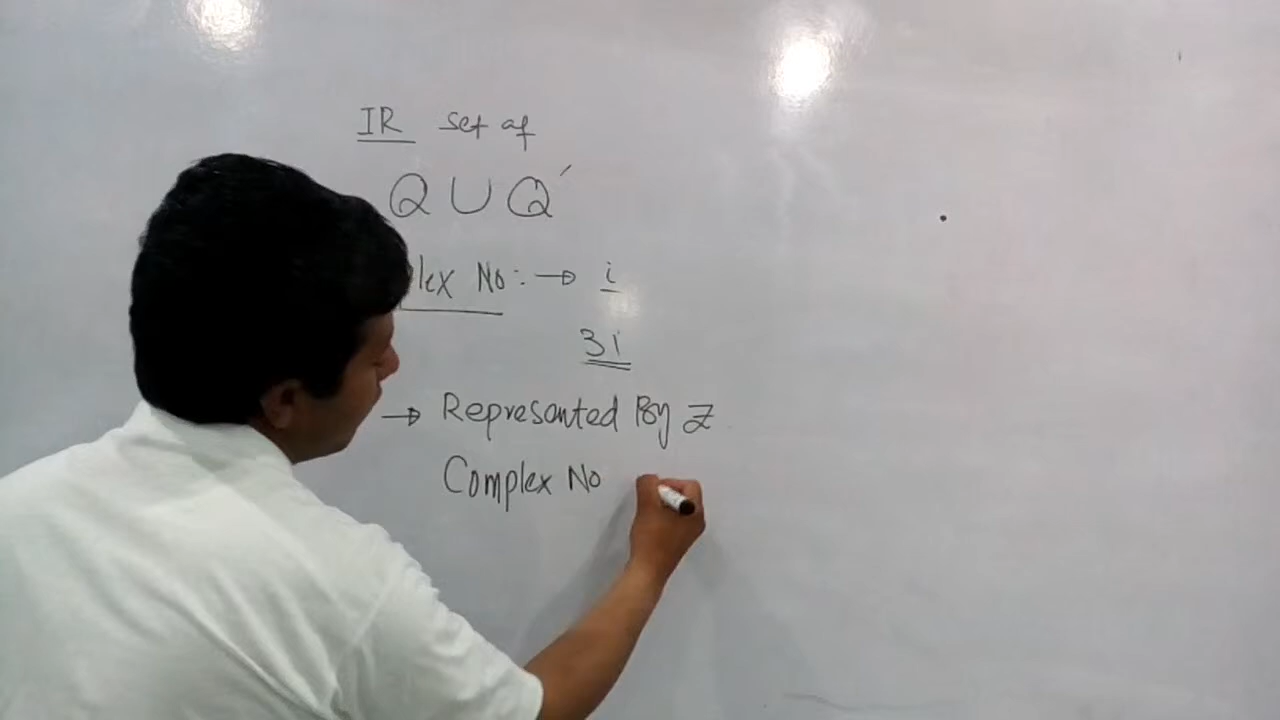 IR set of
Q U Q′
lex No:- → i
3i
→ Represented By Z
Complex No